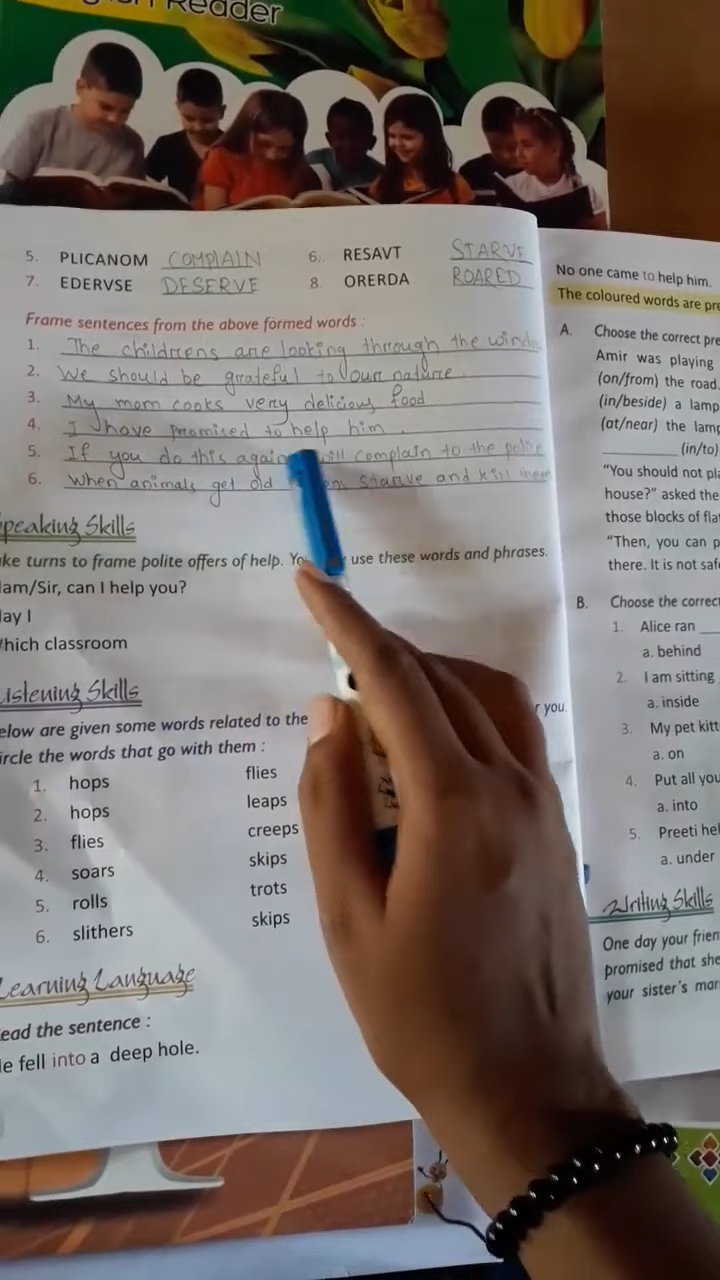 English Reader
5. PLICANOM COMPLAIN 6. RESAVT STARVE
7. EDERVSE DESERVE 8. ORERDA ROARED
Frame sentences from the above formed words :
1. The childrens are looking through the windo
2. We should be grateful to our nature.
3. My mom cooks very delicious food
4. I have promised to help him.
5. If you do this again will complain to the police
6. When animals get old starve and kill
peaking Skills
ke turns to frame polite offers of help. You use these words and phrases.
am/Sir, can I help you?
ay I
hich classroom
istening Skills
elow are given some words related to the r you.
ircle the words that go with them :
1. hops flies
2. hops leaps
3. flies creeps
4. soars skips
5. rolls trots
6. slithers skips
earning Language
ead the sentence :
e fell into a deep hole.
No one came to help him.
The coloured words are pre
A. Choose the correct pre
Amir was playing
(on/from) the road.
(in/beside) a lamp
(at/near) the lamp
(in/to)
“You should not pla
house?” asked the
those blocks of flat
“Then, you can p
there. It is not safe
B. Choose the correct
1. Alice ran
a. behind
2. I am sitting
a. inside
3. My pet kitt
a. on
4. Put all you
a. into
5. Preeti hel
a. under
Writing Skills
One day your frien
promised that she
your sister’s mar